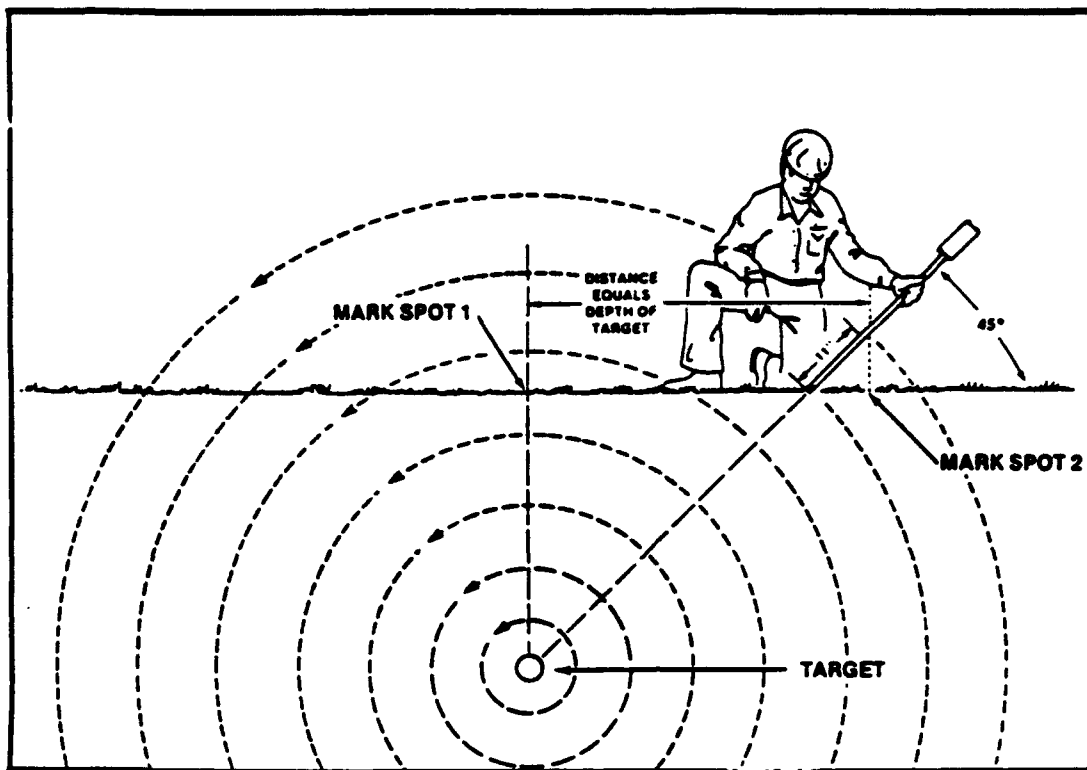 DISTANCE
EQUALS
DEPTH OF
TARGET
MARK SPOT 1
45°
MARK SPOT 2
TARGET